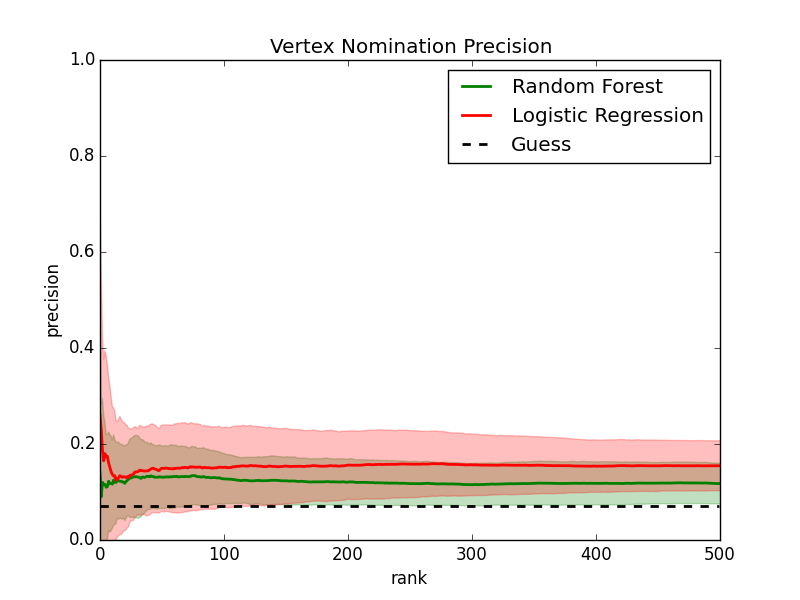 Vertex Nomination Precision
1.0
0.8
0.6
0.4
0.2
0.0
precision
Random Forest
Logistic Regression
Guess
0 100 200 300 400 500
rank